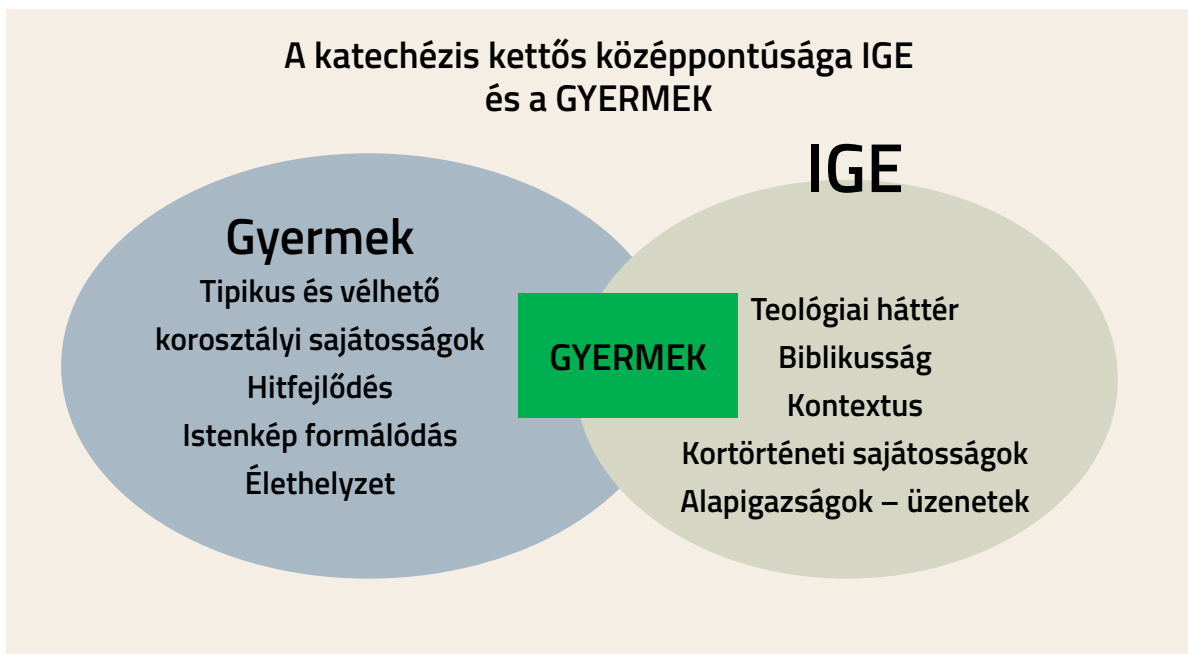 A katechézis kettős középpontúsága IGE
és a GYERMEK
Gyermek
Tipikus és vélhető
korosztályi sajátosságok
Hitfejlődés
Istenkép formálódás
Élethelyzet
GYERMEK
IGE
Teológiai háttér
Biblikusság
Kontextus
Kortörténeti sajátosságok
Alapigazságok – üzenetek